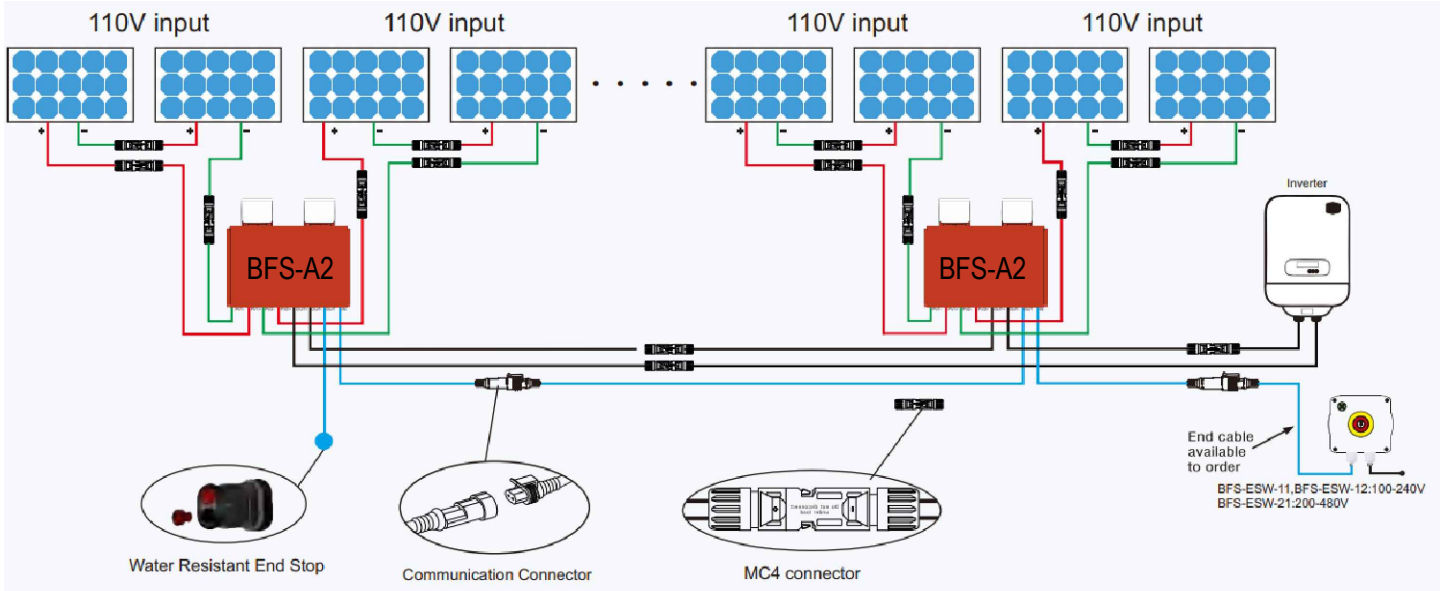 110V input
110V input
110V input
110V input
+
-
+
-
+
-
+
-
+
-
+
-
+
-
+
-
Inverter
BFS-A2
BFS-A2
End cable
available
to order
BFS-ESW-11,BFS-ESW-12:100-240V
BFS-ESW-21:200-480V
Water Resistant End Stop
Communication Connector
MC4 connector